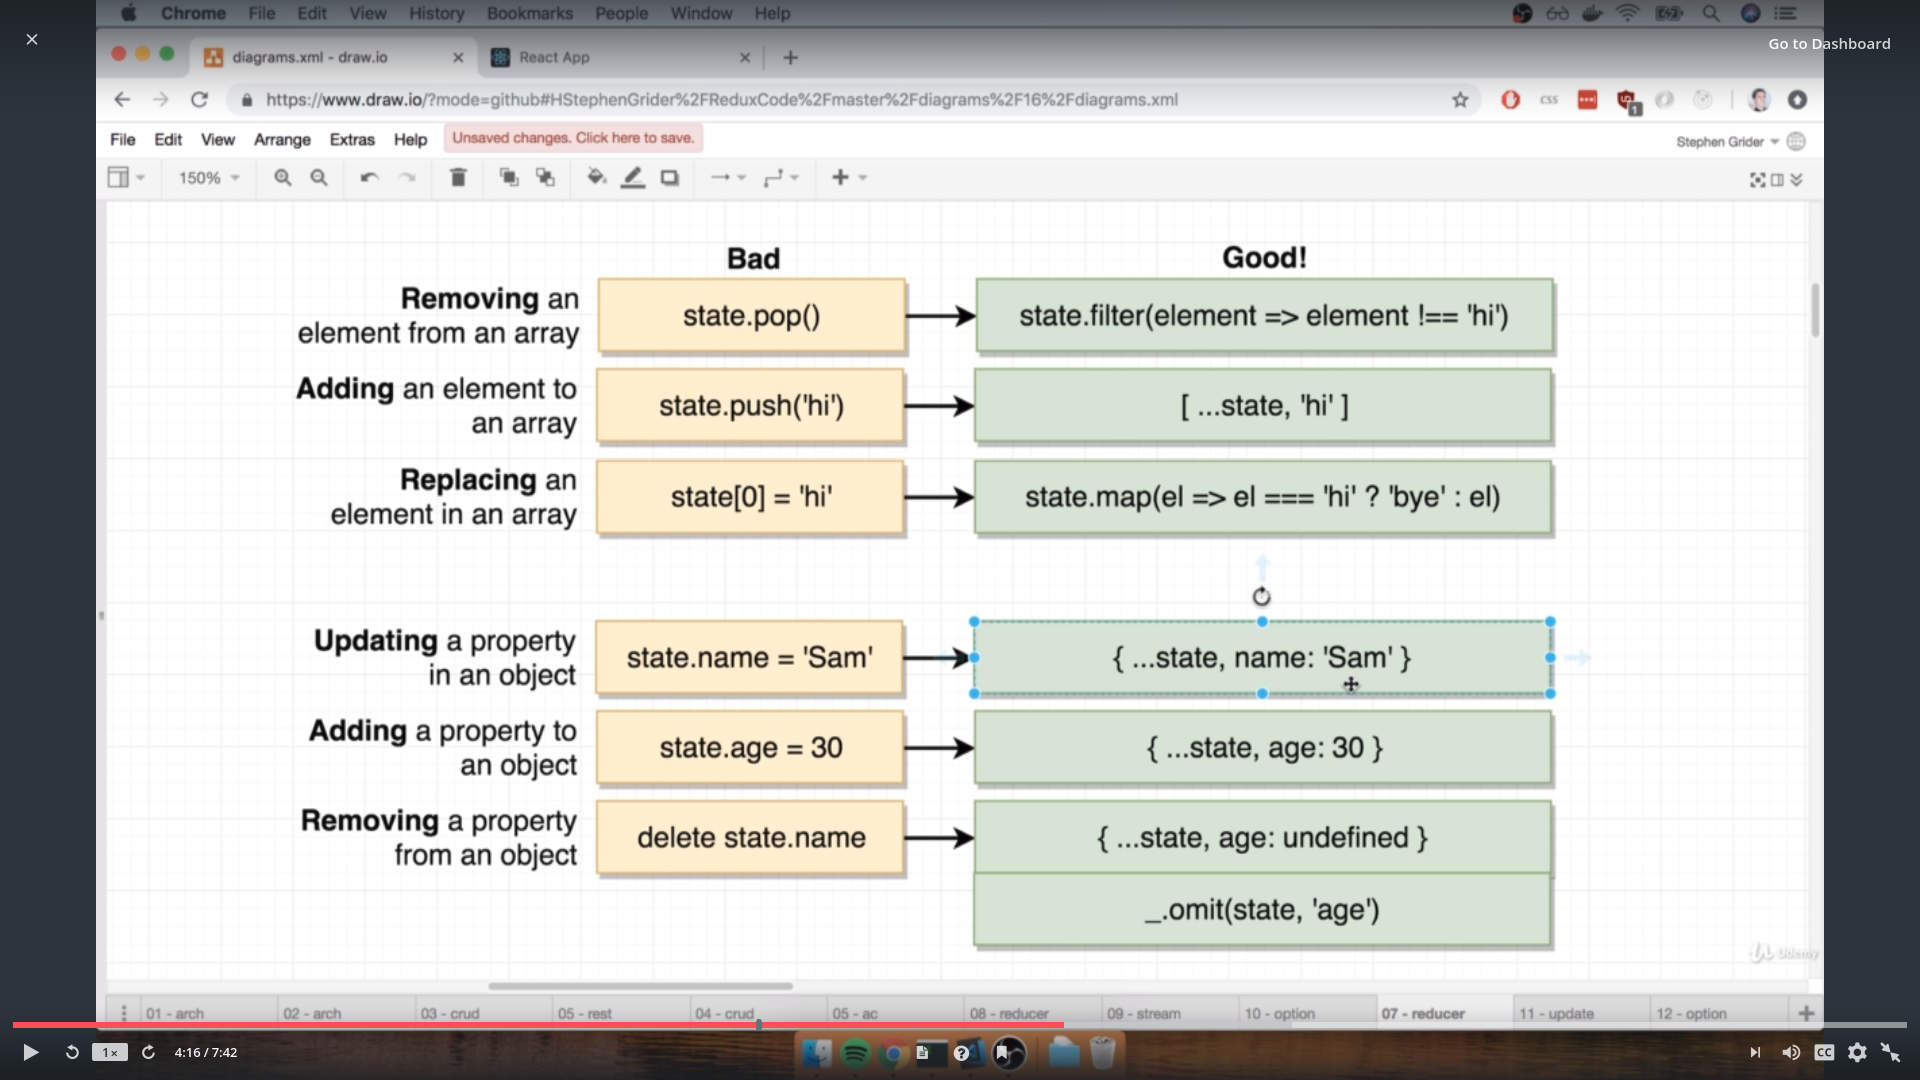 Chrome File Edit View History Bookmarks People Window Help
Go to Dashboard
diagrams.xml - draw.io
React App
https://www.draw.io/?mode=github#HStephenGrider%2FReduxCode%2Fmaster%2Fdiagrams%2F16%2Fdiagrams.xml
CSS
1
File Edit View Arrange Extras Help
Unsaved changes. Click here to save.
Stephen Grider
150%
Bad
Good!
Removing an
element from an array
state.pop()
state.filter(element => element !== 'hi')
Adding an element to
an array
state.push('hi')
[ ...state, 'hi' ]
Replacing an
element in an array
state[0] = 'hi'
state.map(el => el === 'hi' ? 'bye' : el)
Updating a property
in an object
state.name = 'Sam'
{ ...state, name: 'Sam' }
Adding a property to
an object
state.age = 30
{ ...state, age: 30 }
Removing a property
from an object
delete state.name
{ ...state, age: undefined }
_.omit(state, 'age')
Udemy
01 - arch 02 - arch 03 - crud 05 - rest 04 - crud 05 - ac 08 - reducer 09 - stream 10 - option 07 - reducer 11 - update 12 - option
1× 4:16 / 7:42
CC